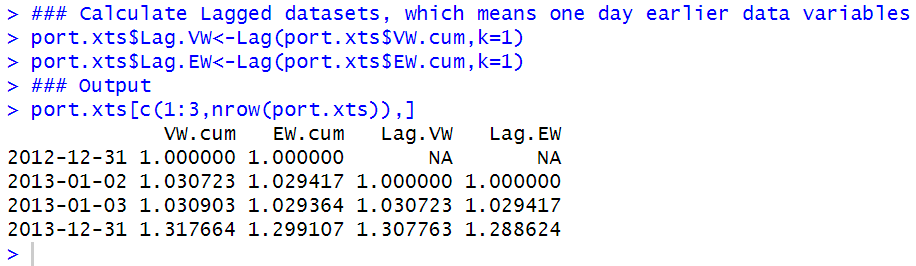 > ### Calculate Lagged datasets, which means one day earlier data variables
> port.xts$Lag.VW<-Lag(port.xts$VW.cum,k=1)
> port.xts$Lag.EW<-Lag(port.xts$EW.cum,k=1)
> ### Output
> port.xts[c(1:3,nrow(port.xts)),]
             VW.cum   EW.cum   Lag.VW   Lag.EW
2012-12-31 1.000000 1.000000       NA       NA
2013-01-02 1.030723 1.029417 1.000000 1.000000
2013-01-03 1.030903 1.029364 1.030723 1.029417
2013-12-31 1.317664 1.299107 1.307763 1.288624
>